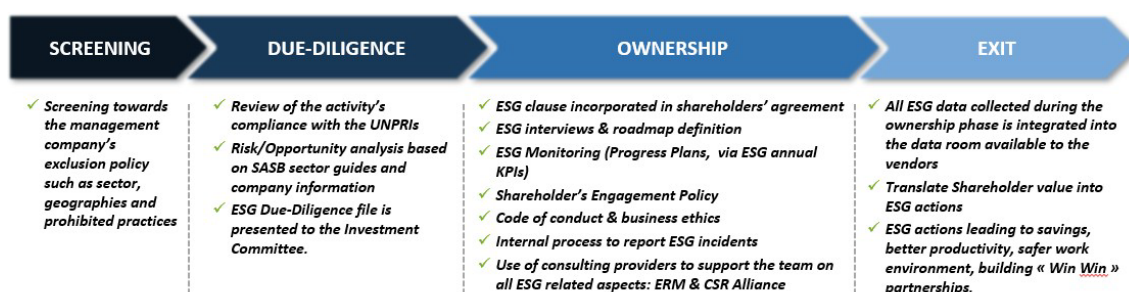 SCREENING
DUE-DILIGENCE
OWNERSHIP
EXIT
Screening towards
the management
company's
exclusion policy
such as sector,
geographies and
prohibited practices
Review of the activity's
compliance with the UNPRIs
Risk/Opportunity analysis based
on SASB sector guides and
company information
ESG Due-Diligence file is
presented to the Investment
Committee.
ESG clause incorporated in shareholders' agreement
ESG interviews & roadmap definition
ESG Monitoring (Progress Plans, via ESG annual
KPIs)
Shareholder's Engagement Policy
Code of conduct & business ethics
Internal process to report ESG incidents
Use of consulting providers to support the team on
all ESG related aspects: ERM & CSR Alliance
All ESG data collected during the
ownership phase is integrated into
the data room available to the
vendors
Translate Shareholder value into
ESG actions
ESG actions leading to savings,
better productivity, safer work
environment, building « Win Win »
partnerships.